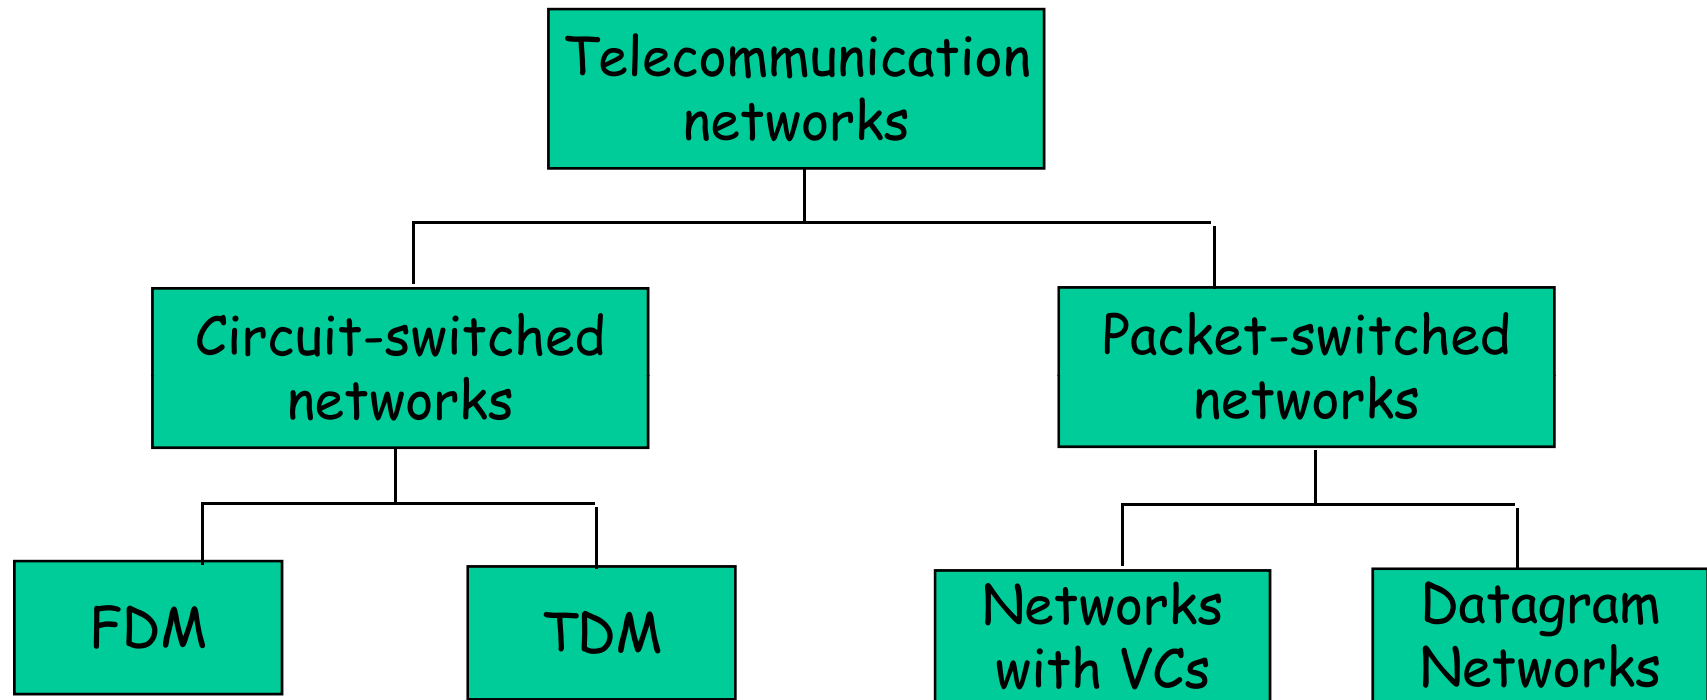 Telecommunication
networks
Circuit-switched
networks
Packet-switched
networks
FDM
TDM
Networks
with VCs
Datagram
Networks